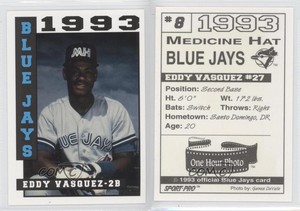 1993
BLUE JAYS
MH
BLUE JAYS
EDDY VASQUEZ-2B
# 8
1993
MEDICINE HAT
BLUE JAYS
EDDY VASQUEZ #27
Position: Second Base
Ht. 6'0" Wt. 172 lbs.
Bats: Switch Throws: Right
Hometown: Santo Domingo, DR
Age: 20
One Hour Photo
© 1993 official Blue Jays card
SPORT PRO™